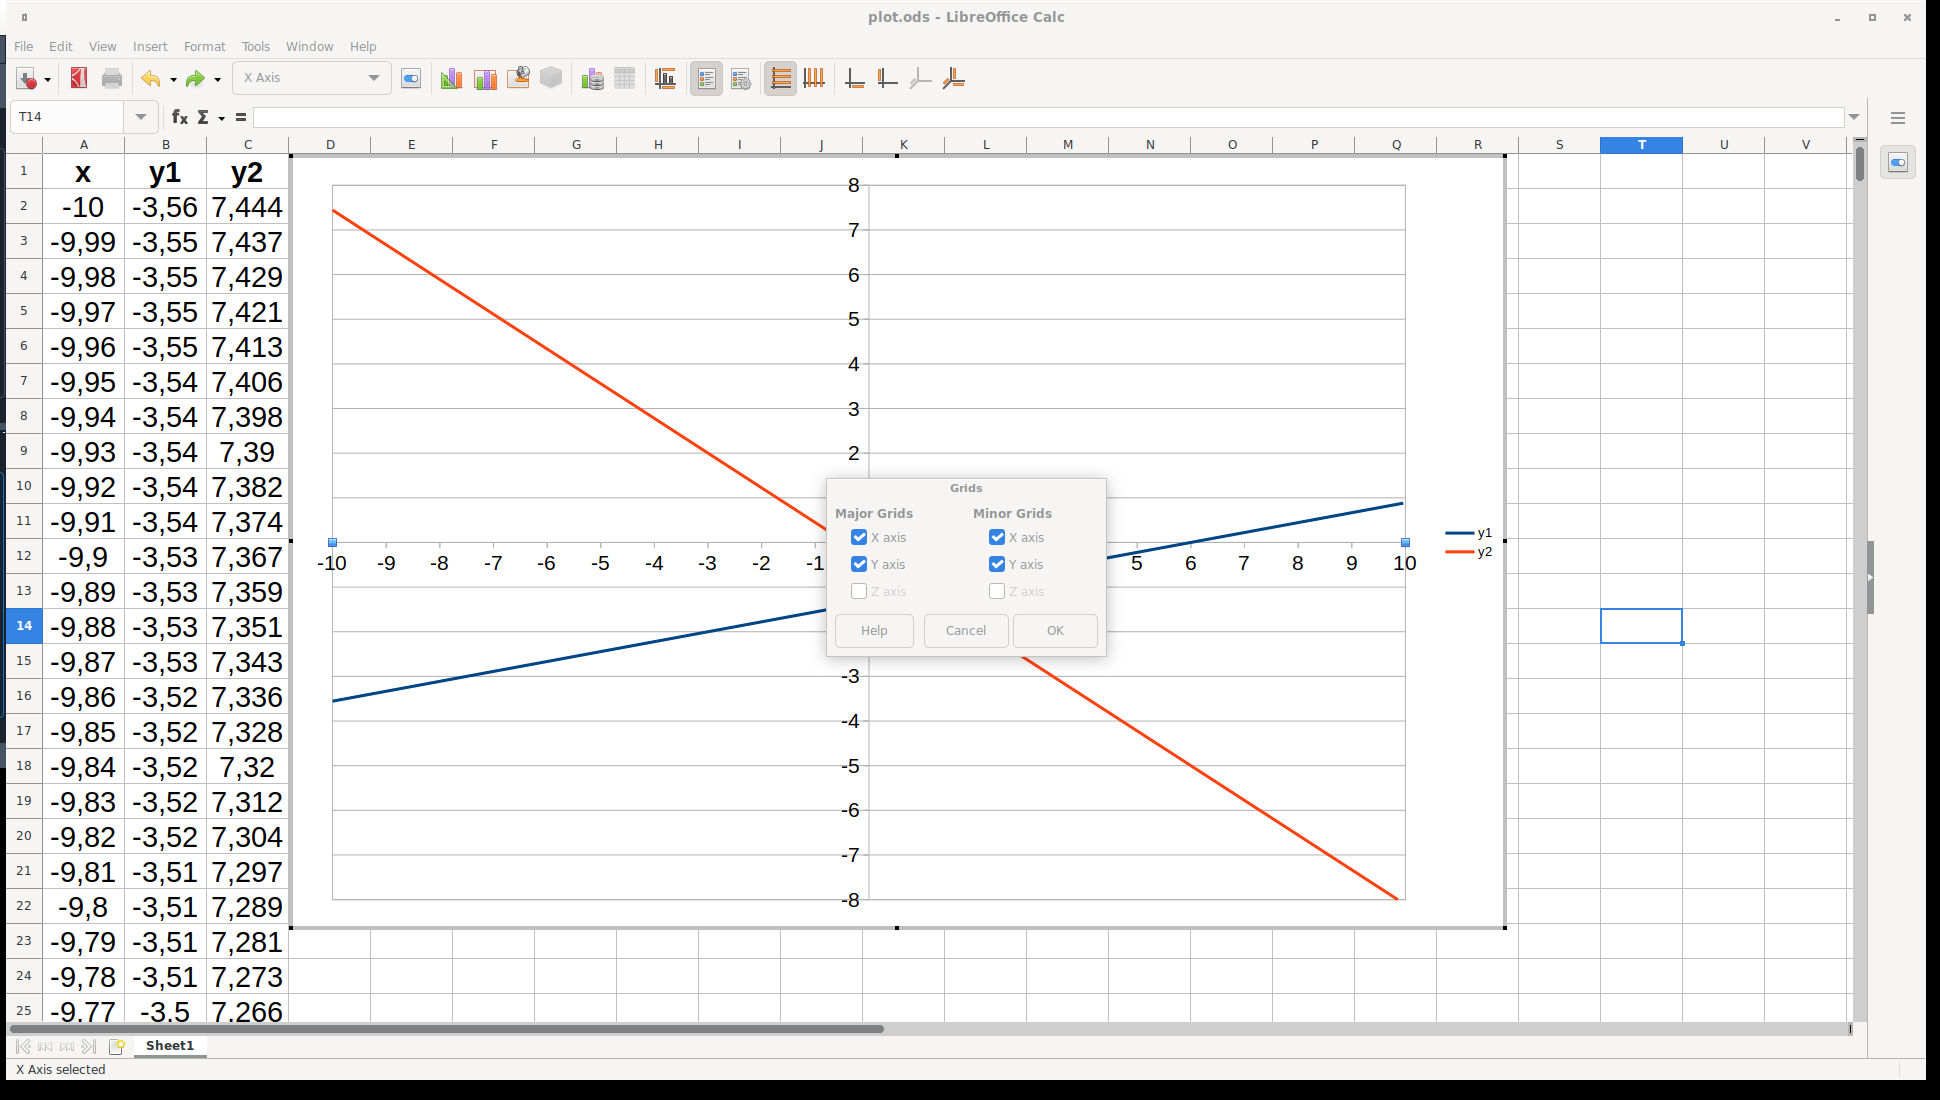 plot.ods - LibreOffice Calc
File Edit View Insert Format Tools Window Help
X Axis
T14 fx Σ =
A B C D E F G H I J K L M N O P Q R S T U V
1 x y1 y2
2 -10 -3,56 7,444
3 -9,99 -3,55 7,437
4 -9,98 -3,55 7,429
5 -9,97 -3,55 7,421
6 -9,96 -3,55 7,413
7 -9,95 -3,54 7,406
8 -9,94 -3,54 7,398
9 -9,93 -3,54 7,39
10 -9,92 -3,54 7,382
11 -9,91 -3,54 7,374
12 -9,9 -3,53 7,367
13 -9,89 -3,53 7,359
14 -9,88 -3,53 7,351
15 -9,87 -3,53 7,343
16 -9,86 -3,52 7,336
17 -9,85 -3,52 7,328
18 -9,84 -3,52 7,32
19 -9,83 -3,52 7,312
20 -9,82 -3,52 7,304
21 -9,81 -3,51 7,297
22 -9,8 -3,51 7,289
23 -9,79 -3,51 7,281
24 -9,78 -3,51 7,273
25 -9,77 -3,5 7,266
8
7
6
5
4
3
2
-10 -9 -8 -7 -6 -5 -4 -3 -2 -1 5 6 7 8 9 10
-3
-4
-5
-6
-7
-8
y1
y2
Grids
Major Grids Minor Grids
X axis X axis
Y axis Y axis
Z axis Z axis
Help Cancel OK
Sheet1
X Axis selected